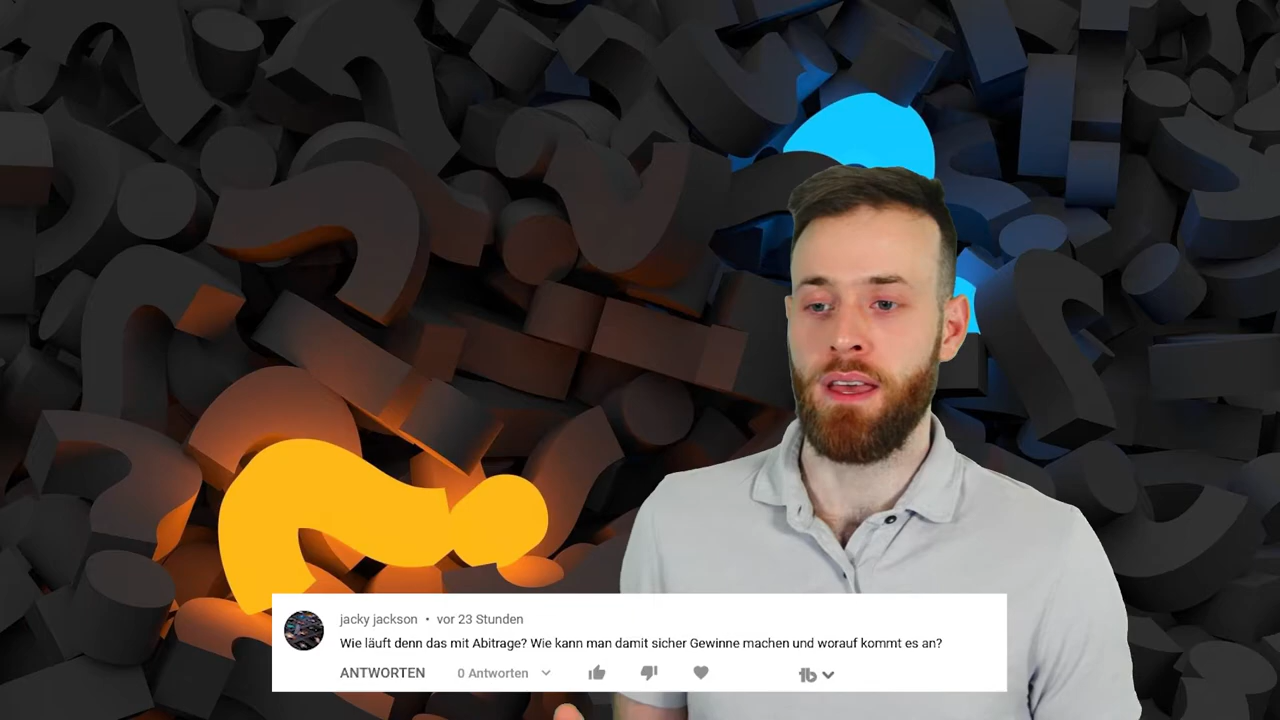 jacky jackson • vor 23 Stunden
Wie läuft denn das mit Abitrage? Wie kann man damit sicher Gewinne machen und worauf kommt es an?
ANTWORTEN 0 Antworten
tb